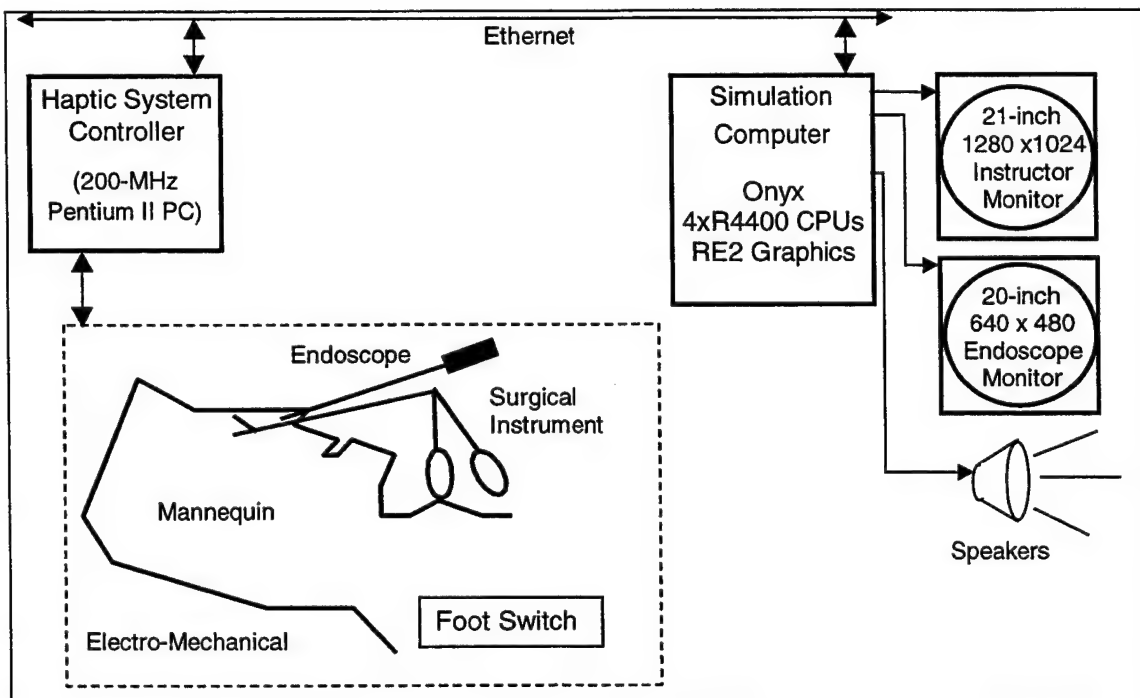 Ethernet
Haptic System
Controller
(200-MHz
Pentium II PC)
Simulation
Computer
Onyx
4xR4400 CPUs
RE2 Graphics
21-inch
1280 x1024
Instructor
Monitor
20-inch
640 x 480
Endoscope
Monitor
Speakers
Endoscope
Surgical
Instrument
Mannequin
Foot Switch
Electro-Mechanical